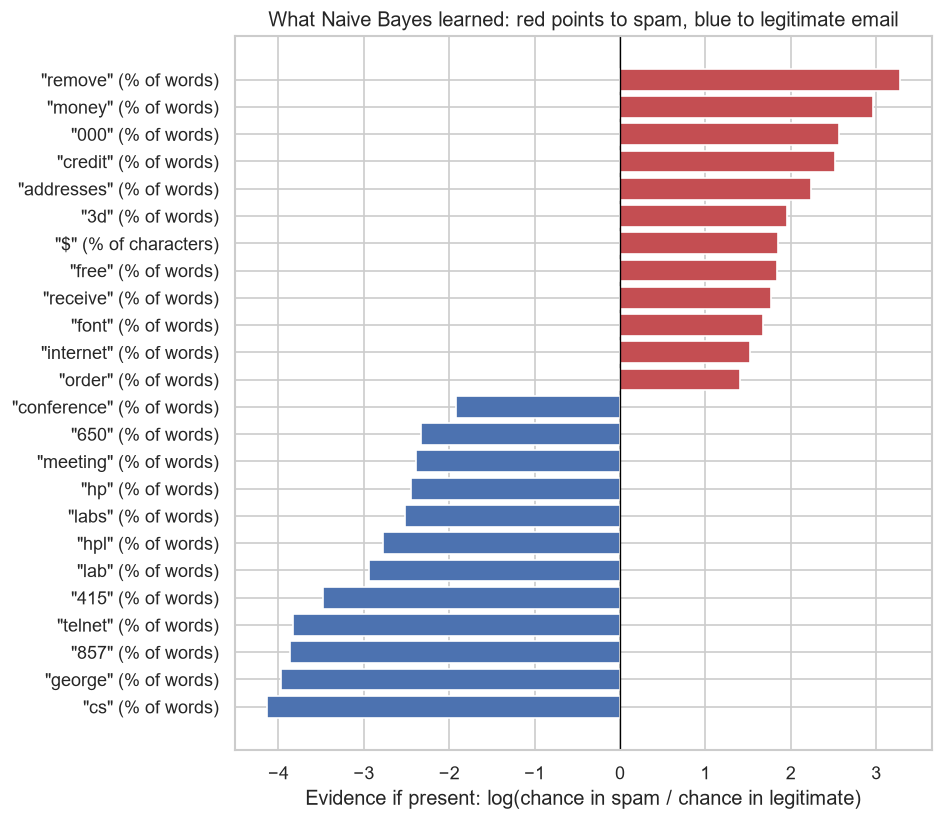 What Naive Bayes learned: red points to spam, blue to legitimate email
"remove" (% of words)
"money" (% of words)
"000" (% of words)
"credit" (% of words)
"addresses" (% of words)
"3d" (% of words)
"$" (% of characters)
"free" (% of words)
"receive" (% of words)
"font" (% of words)
"internet" (% of words)
"order" (% of words)
"conference" (% of words)
"650" (% of words)
"meeting" (% of words)
"hp" (% of words)
"labs" (% of words)
"hpl" (% of words)
"lab" (% of words)
"415" (% of words)
"telnet" (% of words)
"857" (% of words)
"george" (% of words)
"cs" (% of words)
−4 −3 −2 −1 0 1 2 3
Evidence if present: log(chance in spam / chance in legitimate)